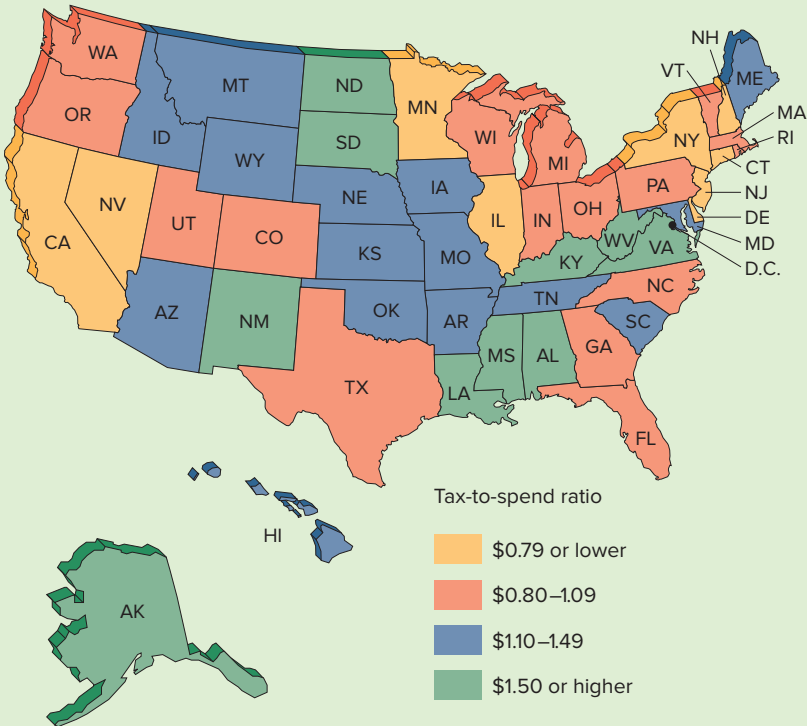 NH
WA
VT
ME
MT
ND
MN
OR
MA
ID
SD
WI
NY
RI
WY
MI
CT
NE
IA
PA
NJ
NV
IL
IN
OH
DE
UT
CA
CO
WV
MD
KS
MO
VA
KY
D.C.
NC
TN
AZ
OK
NM
AR
SC
MS
AL
GA
TX
LA
FL
HI
AK
Tax-to-spend ratio
$0.79 or lower
$0.80–1.09
$1.10–1.49
$1.50 or higher